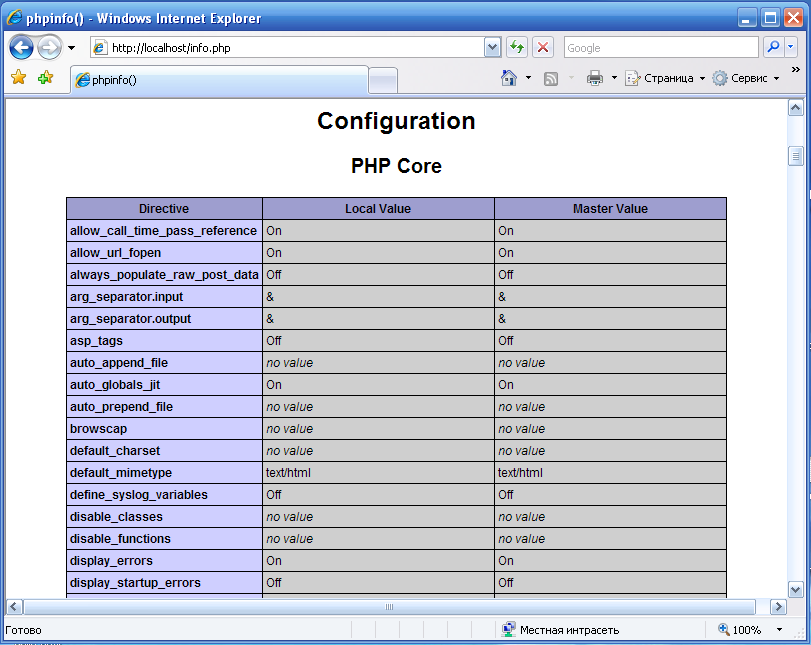 phpinfo() - Windows Internet Explorer
http://localhost/info.php
Google
phpinfo()
Страница
Сервис
»
Configuration
PHP Core
Directive Local Value Master Value
allow_call_time_pass_reference On On
allow_url_fopen On On
always_populate_raw_post_data Off Off
arg_separator.input & &
arg_separator.output & &
asp_tags Off Off
auto_append_file no value no value
auto_globals_jit On On
auto_prepend_file no value no value
browscap no value no value
default_charset no value no value
default_mimetype text/html text/html
define_syslog_variables Off Off
disable_classes no value no value
disable_functions no value no value
display_errors On On
display_startup_errors Off Off
Готово
Местная интрасеть
100%